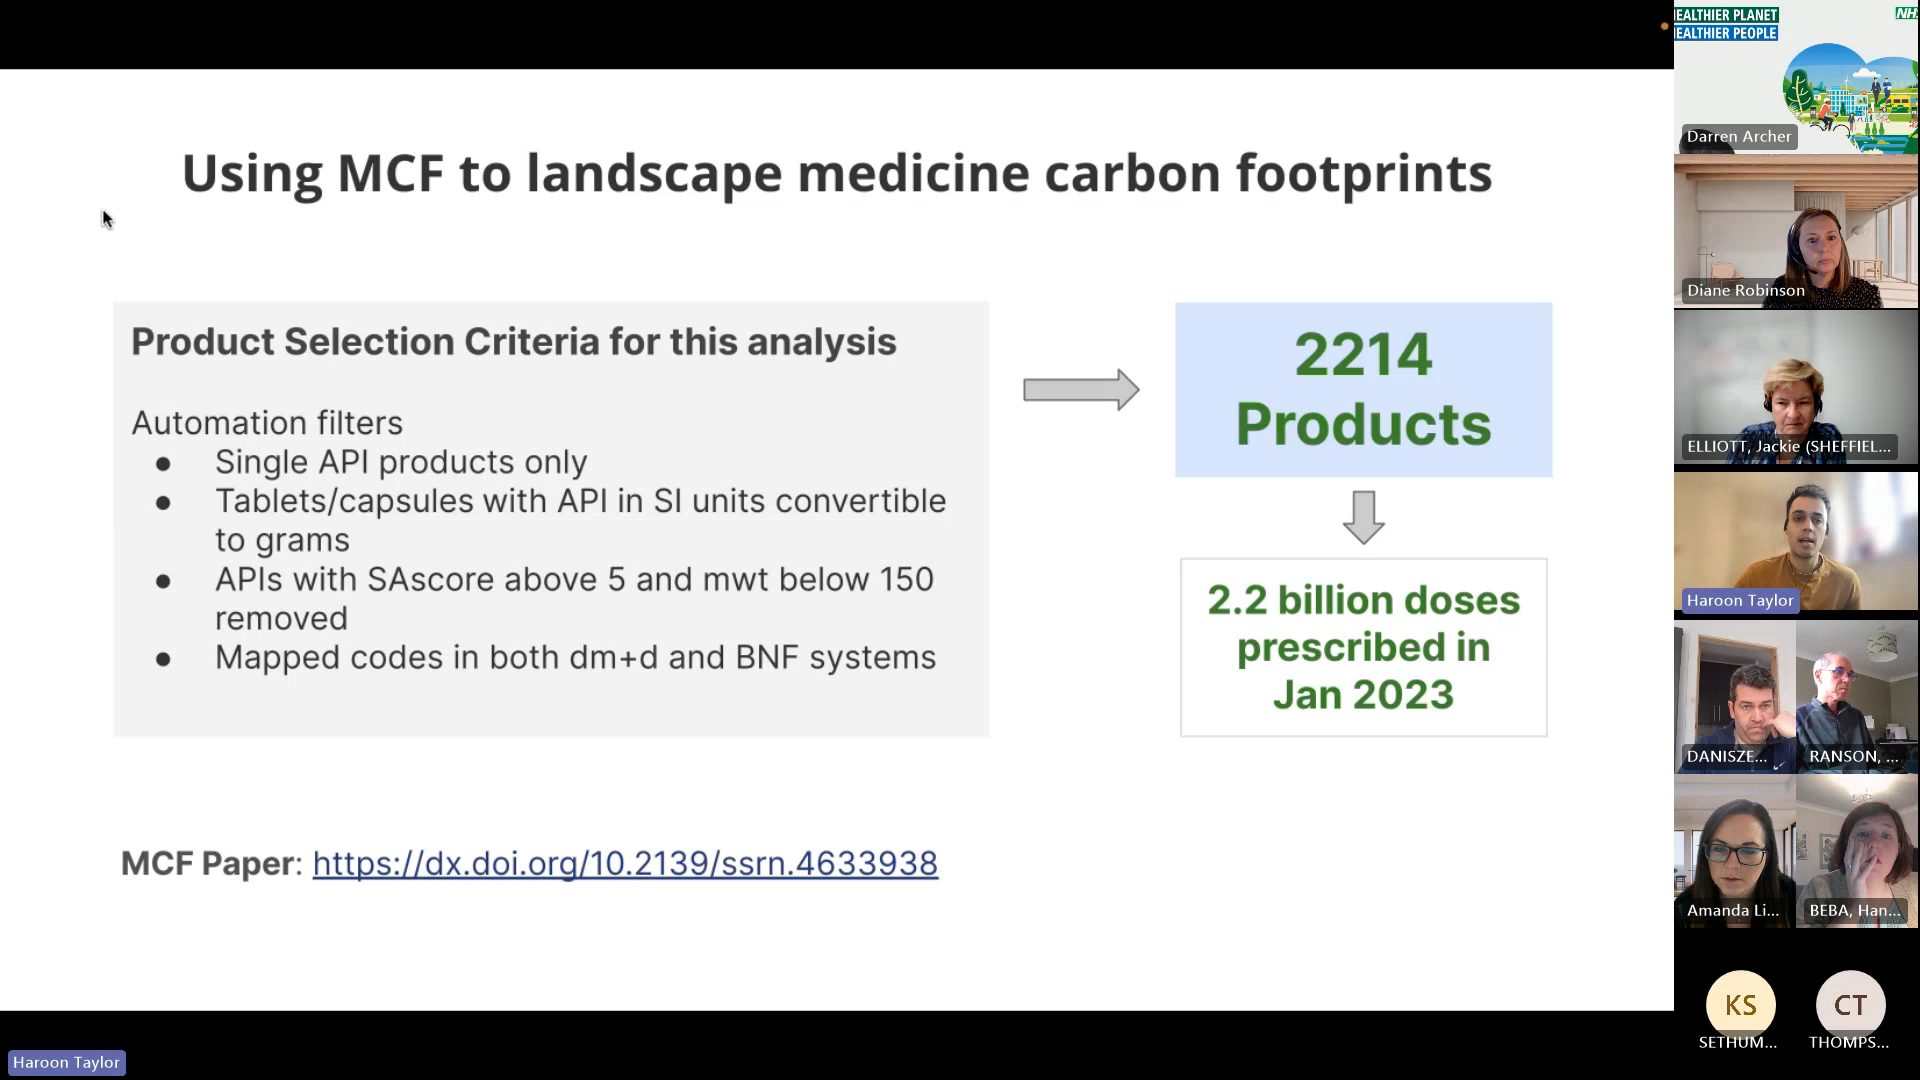 Using MCF to landscape medicine carbon footprints
Product Selection Criteria for this analysis
Automation filters
● Single API products only
● Tablets/capsules with API in SI units convertible
to grams
● APIs with SAscore above 5 and mwt below 150
removed
● Mapped codes in both dm+d and BNF systems
2214
Products
2.2 billion doses
prescribed in
Jan 2023
MCF Paper: https://dx.doi.org/10.2139/ssrn.4633938
Haroon Taylor
EALTHIER PLANET
EALTHIER PEOPLE
NH
Darren Archer
Diane Robinson
ELLIOTT, Jackie (SHEFFIEL...
Haroon Taylor
DANISZE...
RANSON, ...
Amanda Li...
BEBA, Han...
KS
CT
SETHUM...
THOMPS...